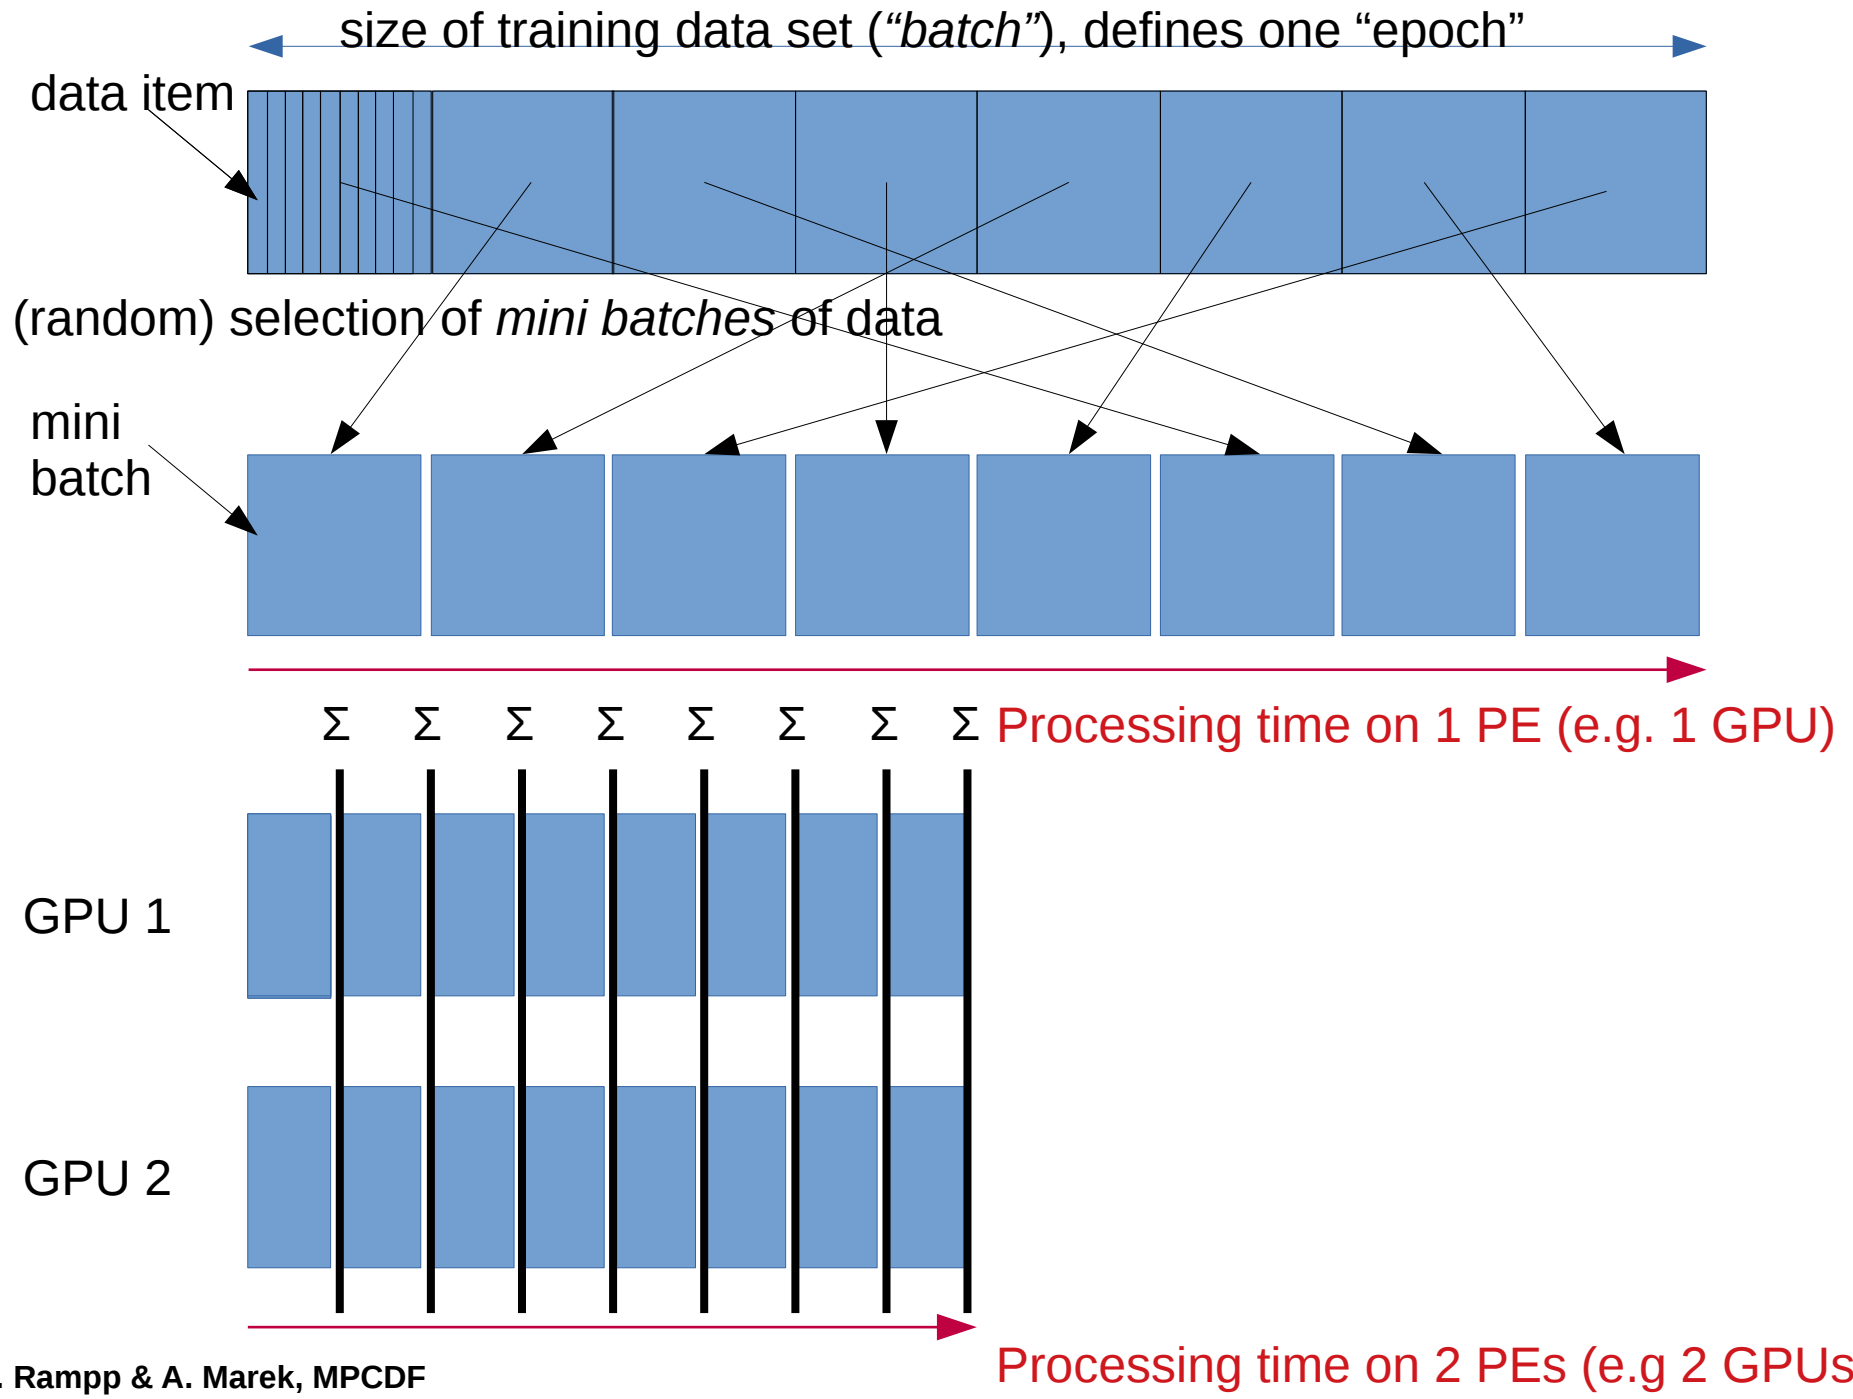 size of training data set (“batch”), defines one “epoch”
data item
(random) selection of mini batches of data
mini
batch
Σ Σ Σ Σ Σ Σ Σ Σ
Processing time on 1 PE (e.g. 1 GPU)
GPU 1
GPU 2
Processing time on 2 PEs (e.g 2 GPUs
. Rampp & A. Marek, MPCDF